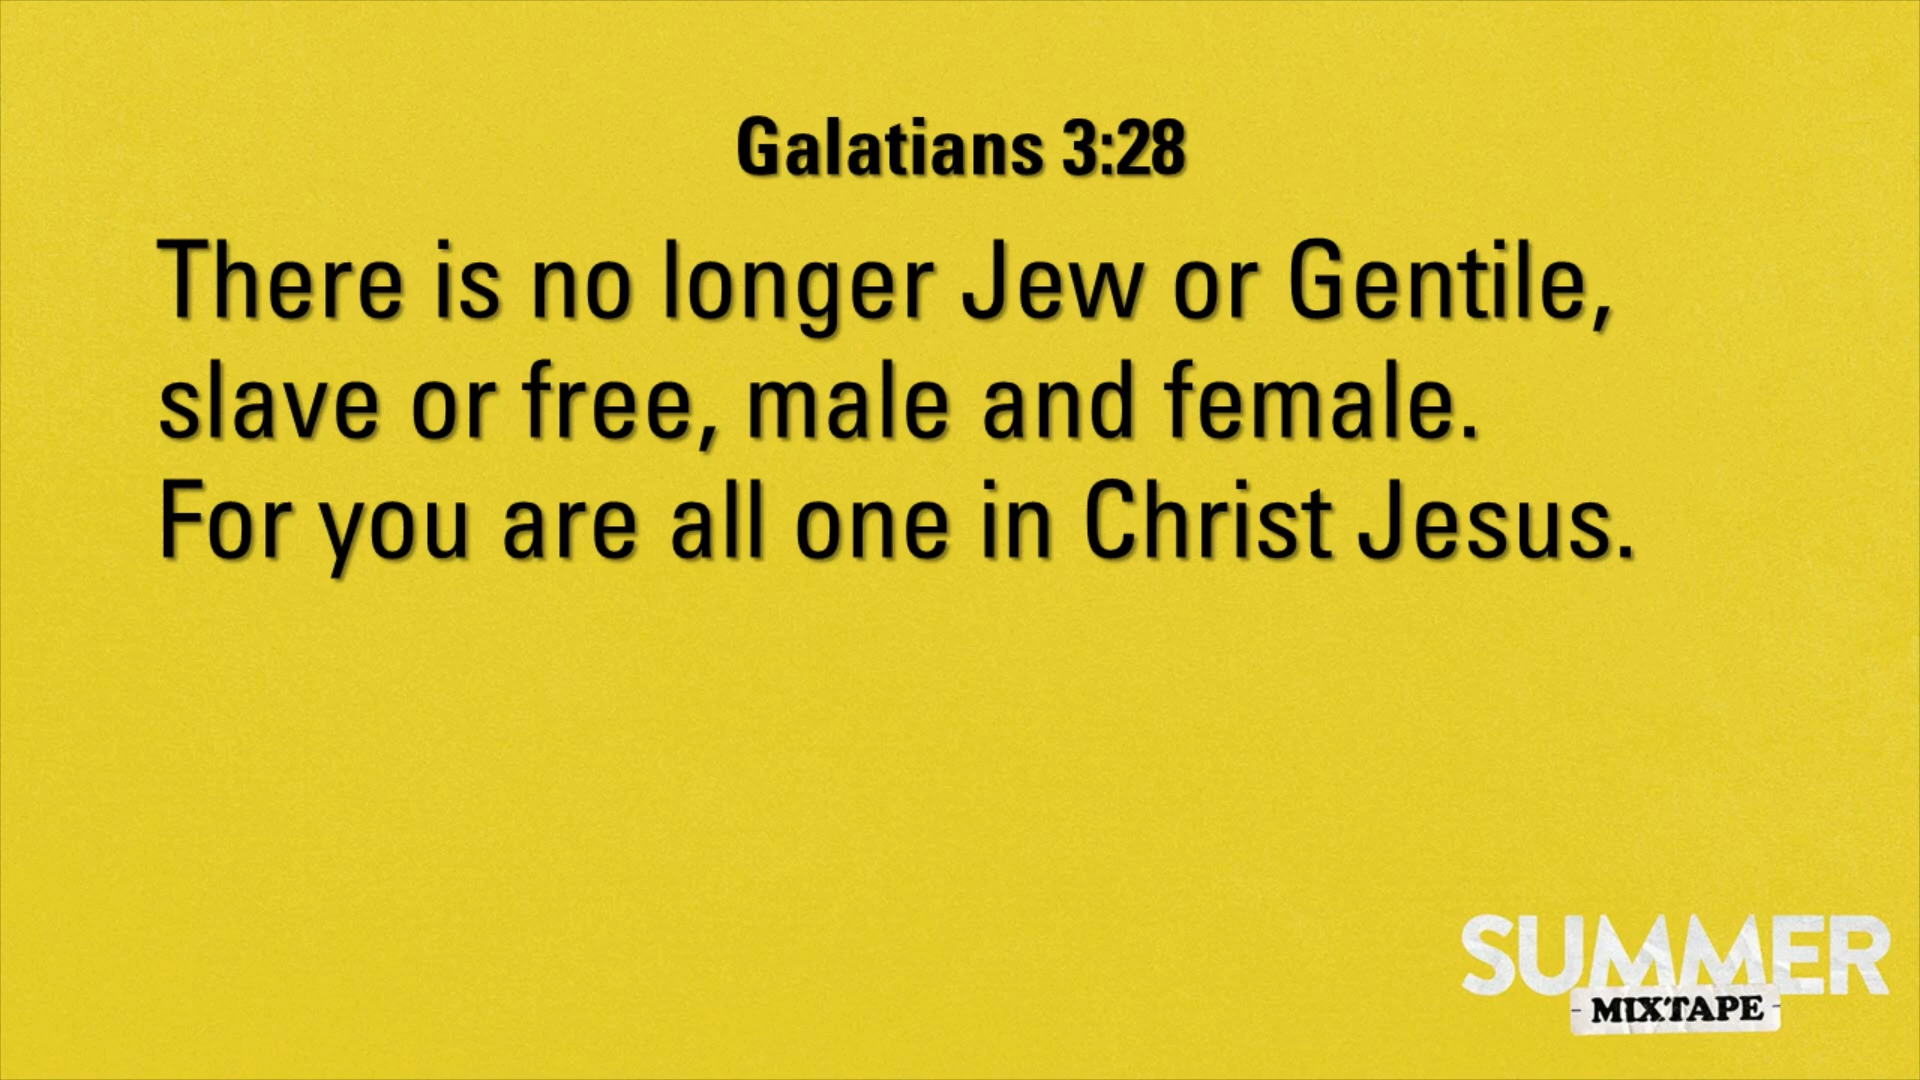 Galatians 3:28
There is no longer Jew or Gentile,
slave or free, male and female.
For you are all one in Christ Jesus.
SUMMER
- MIXTAPE -